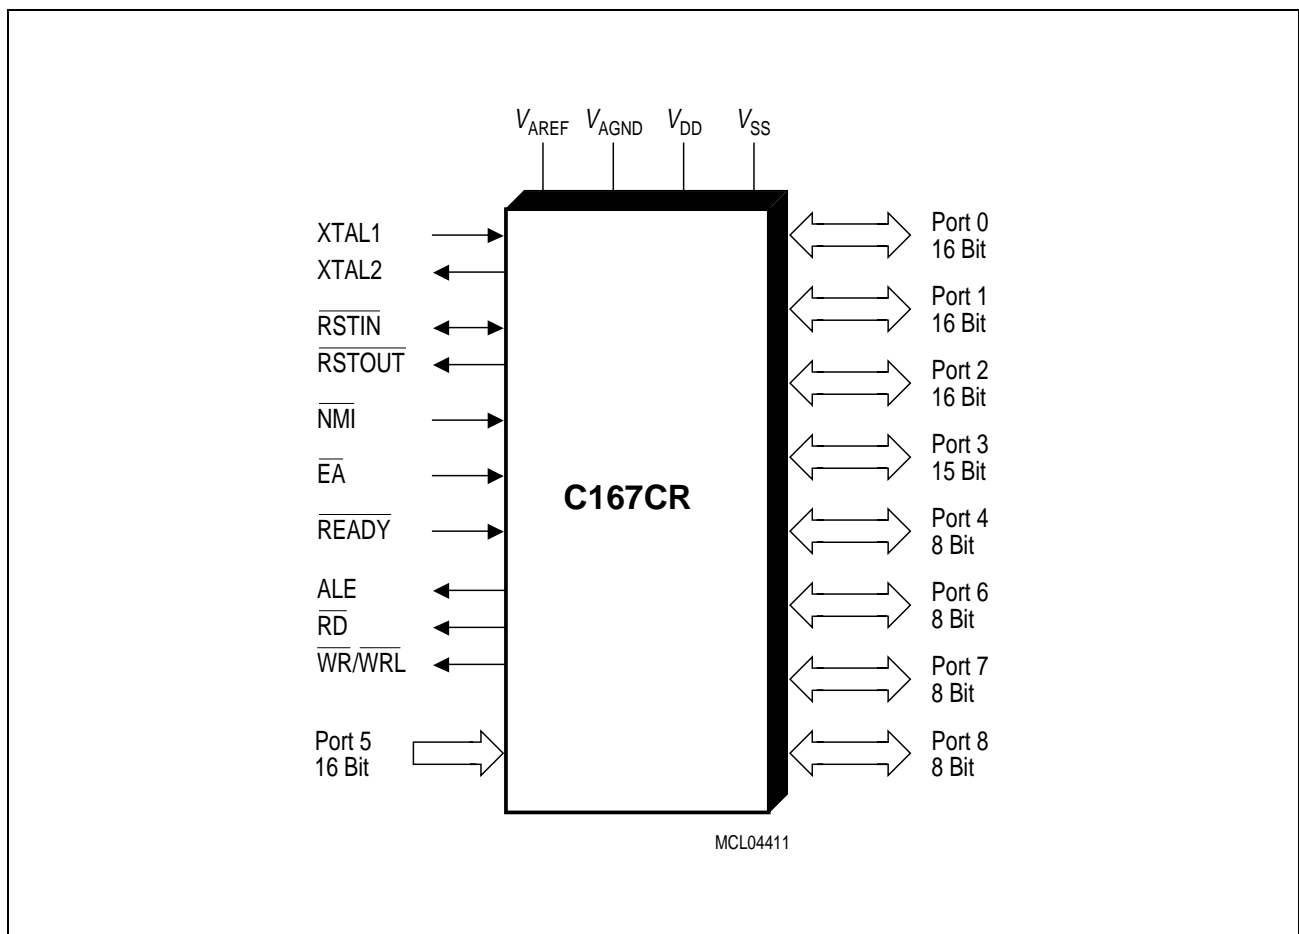 VAREF VAGND VDD VSS
XTAL1
XTAL2
RSTIN
RSTOUT
NMI
EA
READY
ALE
RD
WR/WRL
Port 5
16 Bit
C167CR
Port 0
16 Bit
Port 1
16 Bit
Port 2
16 Bit
Port 3
15 Bit
Port 4
8 Bit
Port 6
8 Bit
Port 7
8 Bit
Port 8
8 Bit
MCL04411